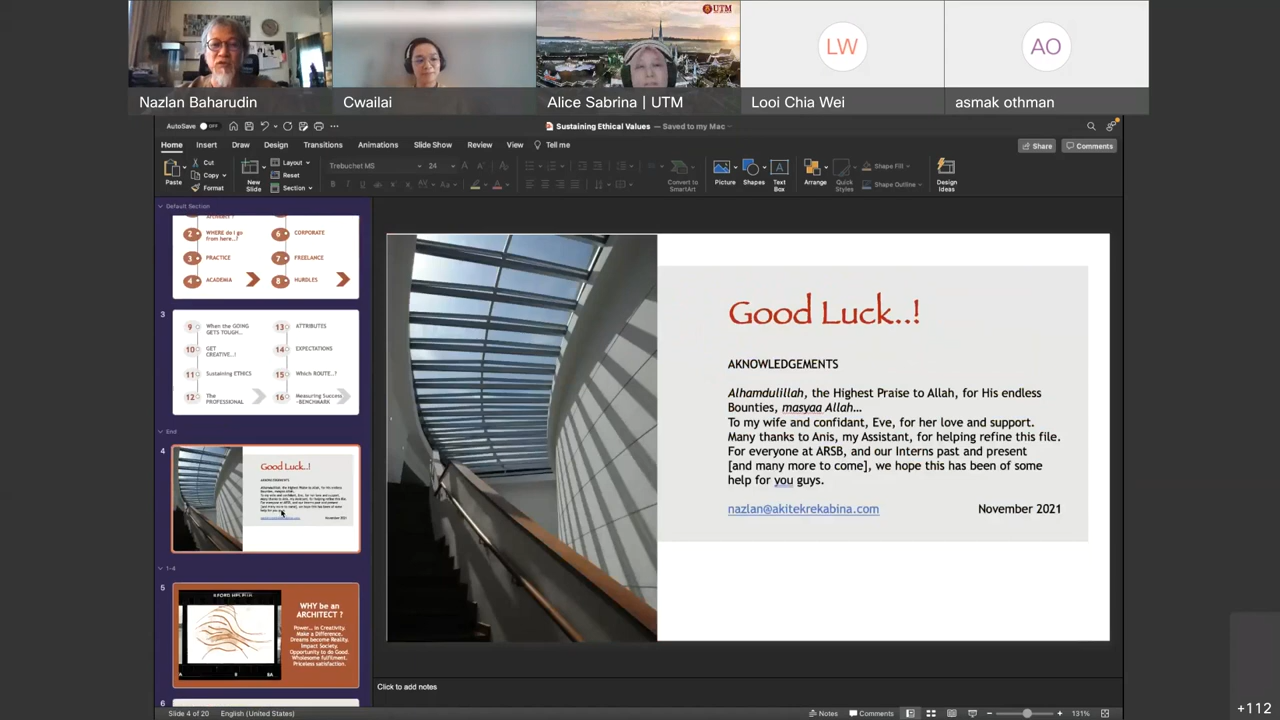 UTM
Nazlan Baharudin
Cwailai
Alice Sabrina | UTM
LW
Looi Chia Wei
AO
asmak othman
AutoSave OFF
Sustaining Ethical Values — Saved to my Mac
Home Insert Draw Design Transitions Animations Slide Show Review View Tell me
Share Comments
Paste
Cut
Copy
Format
New Slide
Layout
Reset
Section
Trebuchet MS 24
Convert to SmartArt
Picture
Shapes
Text Box
Arrange
Quick Styles
Shape Fill
Shape Outline
Design Ideas
Default Section
Architect ?
2 WHERE do I go from here..? 6 CORPORATE
3 PRACTICE 7 FREELANCE
4 ACADEMIA 8 HURDLES
3
9 When the GOING GETS TOUGH... 13 ATTRIBUTES
10 GET CREATIVE..! 14 EXPECTATIONS
11 Sustaining ETHICS 15 Which ROUTE..?
12 The PROFESSIONAL 16 Measuring Success -BENCHMARK
End
4
Good Luck..!
1-4
5
ILFORD HP5 PLUS
WHY be an
ARCHITECT ?
Power... in Creativity.
Make a Difference.
Dreams become Reality.
Impact Society.
Opportunity to do Good.
Wholesome fulfilment.
Priceless satisfaction.
6
Good Luck..!
AKNOWLEDGEMENTS
Alhamdulillah, the Highest Praise to Allah, for His endless
Bounties, masyaa Allah...
To my wife and confidant, Eve, for her love and support.
Many thanks to Anis, my Assistant, for helping refine this file.
For everyone at ARSB, and our Interns past and present
[and many more to come], we hope this has been of some
help for you guys.
nazlan@akitekrekabina.com November 2021
Click to add notes
Slide 4 of 20 English (United States)
Notes Comments 131%
+112